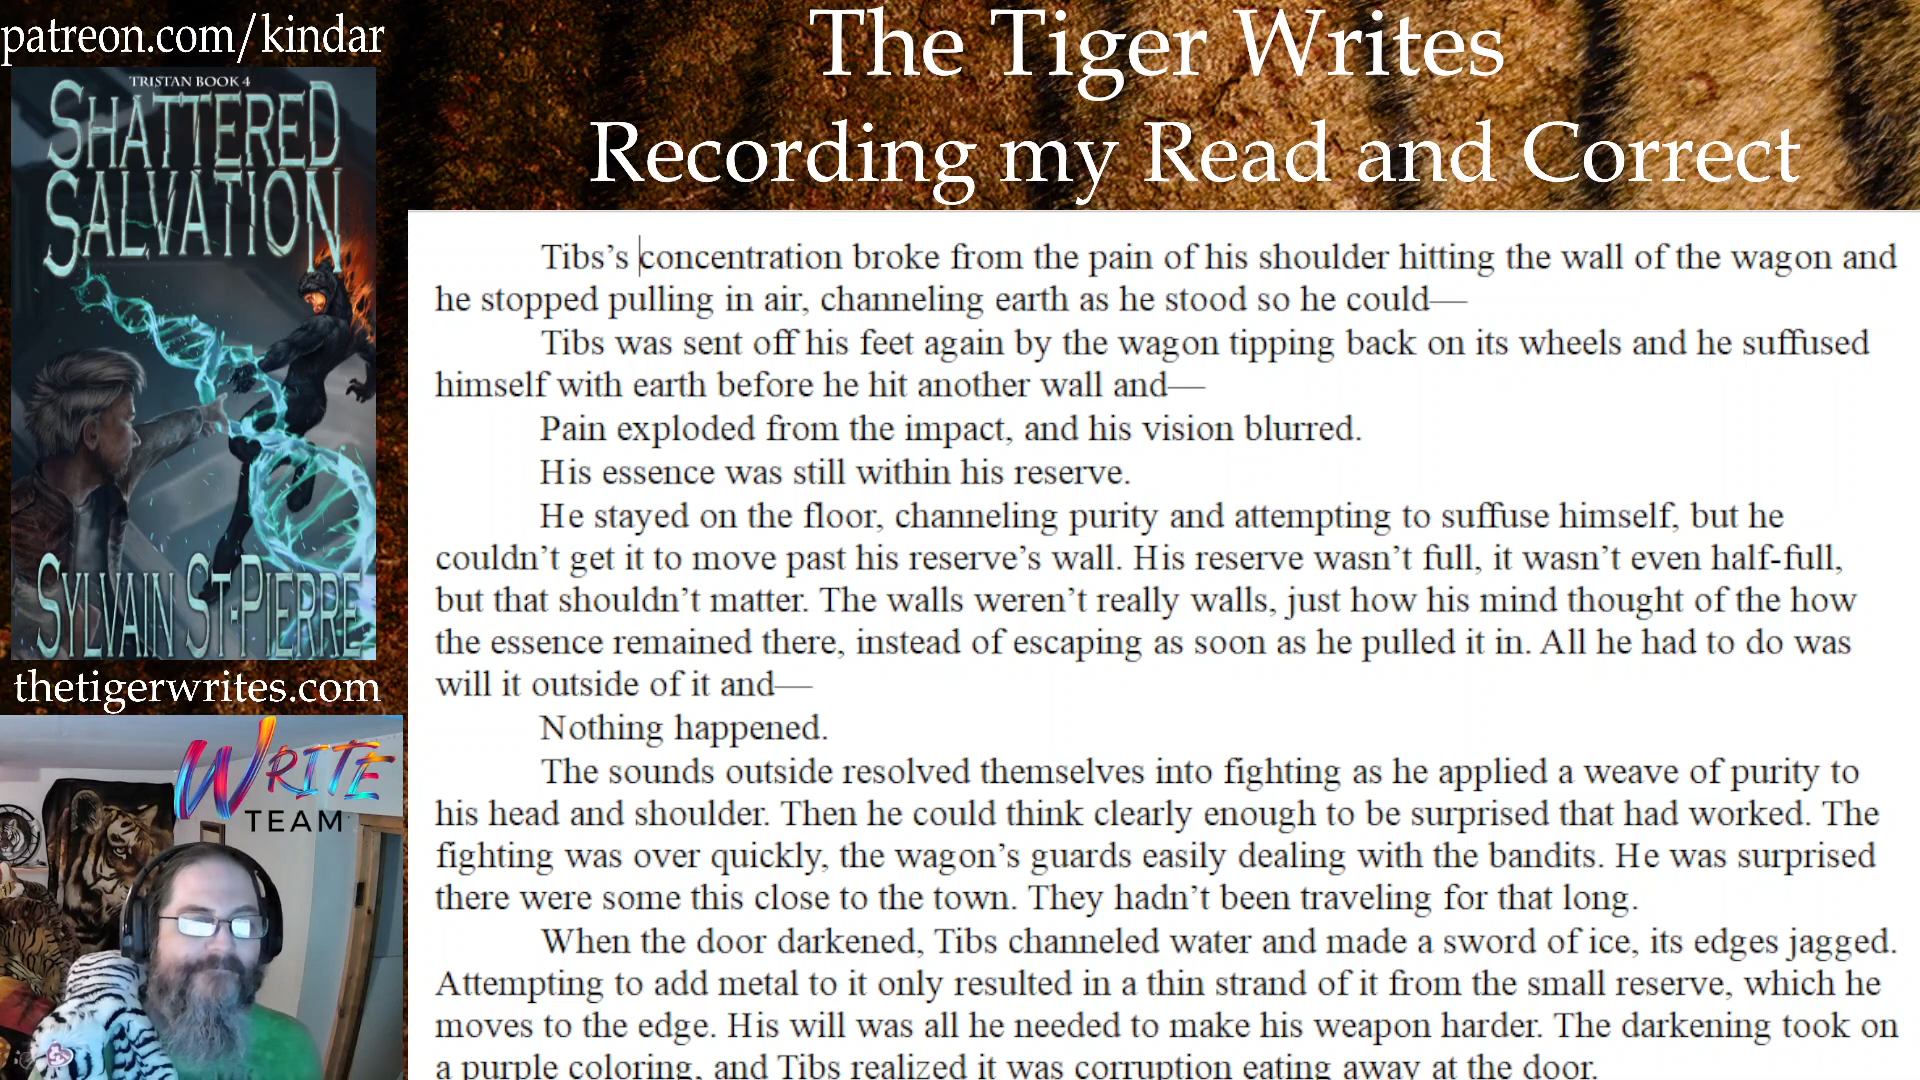 patreon.com/kindar
The Tiger Writes
Recording my Read and Correct
TRISTAN BOOK 4
SHATTERED
SALVATION
SYLVAIN ST-PIERRE
thetigerwrites.com
WRITE
TEAM
Tibs’s concentration broke from the pain of his shoulder hitting the wall of the wagon and
he stopped pulling in air, channeling earth as he stood so he could—
Tibs was sent off his feet again by the wagon tipping back on its wheels and he suffused
himself with earth before he hit another wall and—
Pain exploded from the impact, and his vision blurred.
His essence was still within his reserve.
He stayed on the floor, channeling purity and attempting to suffuse himself, but he
couldn’t get it to move past his reserve’s wall. His reserve wasn’t full, it wasn’t even half-full,
but that shouldn’t matter. The walls weren’t really walls, just how his mind thought of the how
the essence remained there, instead of escaping as soon as he pulled it in. All he had to do was
will it outside of it and—
Nothing happened.
The sounds outside resolved themselves into fighting as he applied a weave of purity to
his head and shoulder. Then he could think clearly enough to be surprised that had worked. The
fighting was over quickly, the wagon’s guards easily dealing with the bandits. He was surprised
there were some this close to the town. They hadn’t been traveling for that long.
When the door darkened, Tibs channeled water and made a sword of ice, its edges jagged.
Attempting to add metal to it only resulted in a thin strand of it from the small reserve, which he
moves to the edge. His will was all he needed to make his weapon harder. The darkening took on
a purple coloring, and Tibs realized it was corruption eating away at the door.